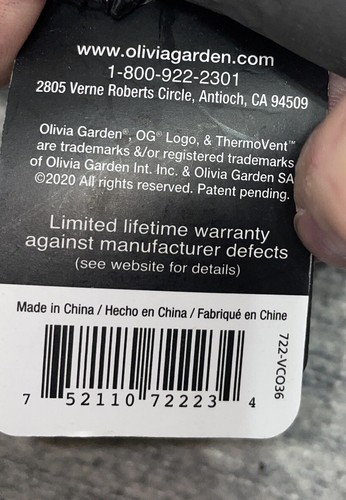 www.oliviagarden.com
1-800-922-2301
2805 Verne Roberts Circle, Antioch, CA 94509
Olivia Garden®, OG® Logo, & ThermoVent™
are trademarks &/or registered trademarks
of Olivia Garden Int. Inc. & Olivia Garden SA
©2020 All rights reserved. Patent pending.
Limited lifetime warranty
against manufacturer defects
(see website for details)
Made in China / Hecho en China / Fabriqué en Chine
722-VCO36
7 52110 72223 4